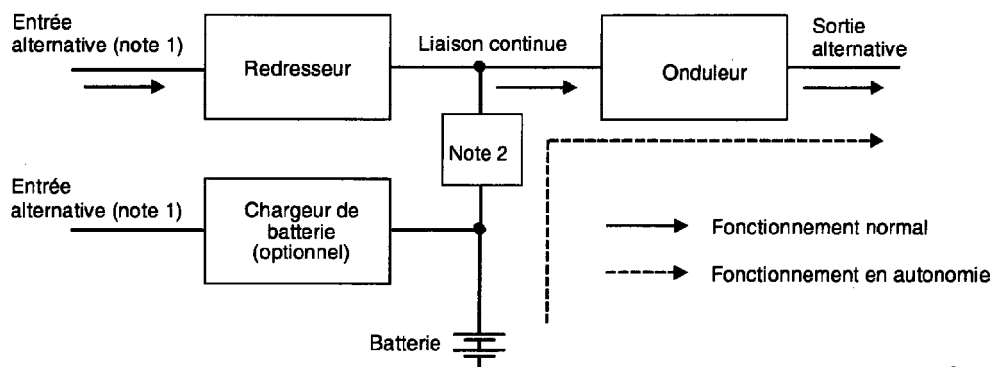 Entrée
alternative (note 1)
Redresseur
Liaison continue
Onduleur
Sortie
alternative
Note 2
Entrée
alternative (note 1)
Chargeur de
batterie
(optionnel)
Fonctionnement normal
Fonctionnement en autonomie
Batterie